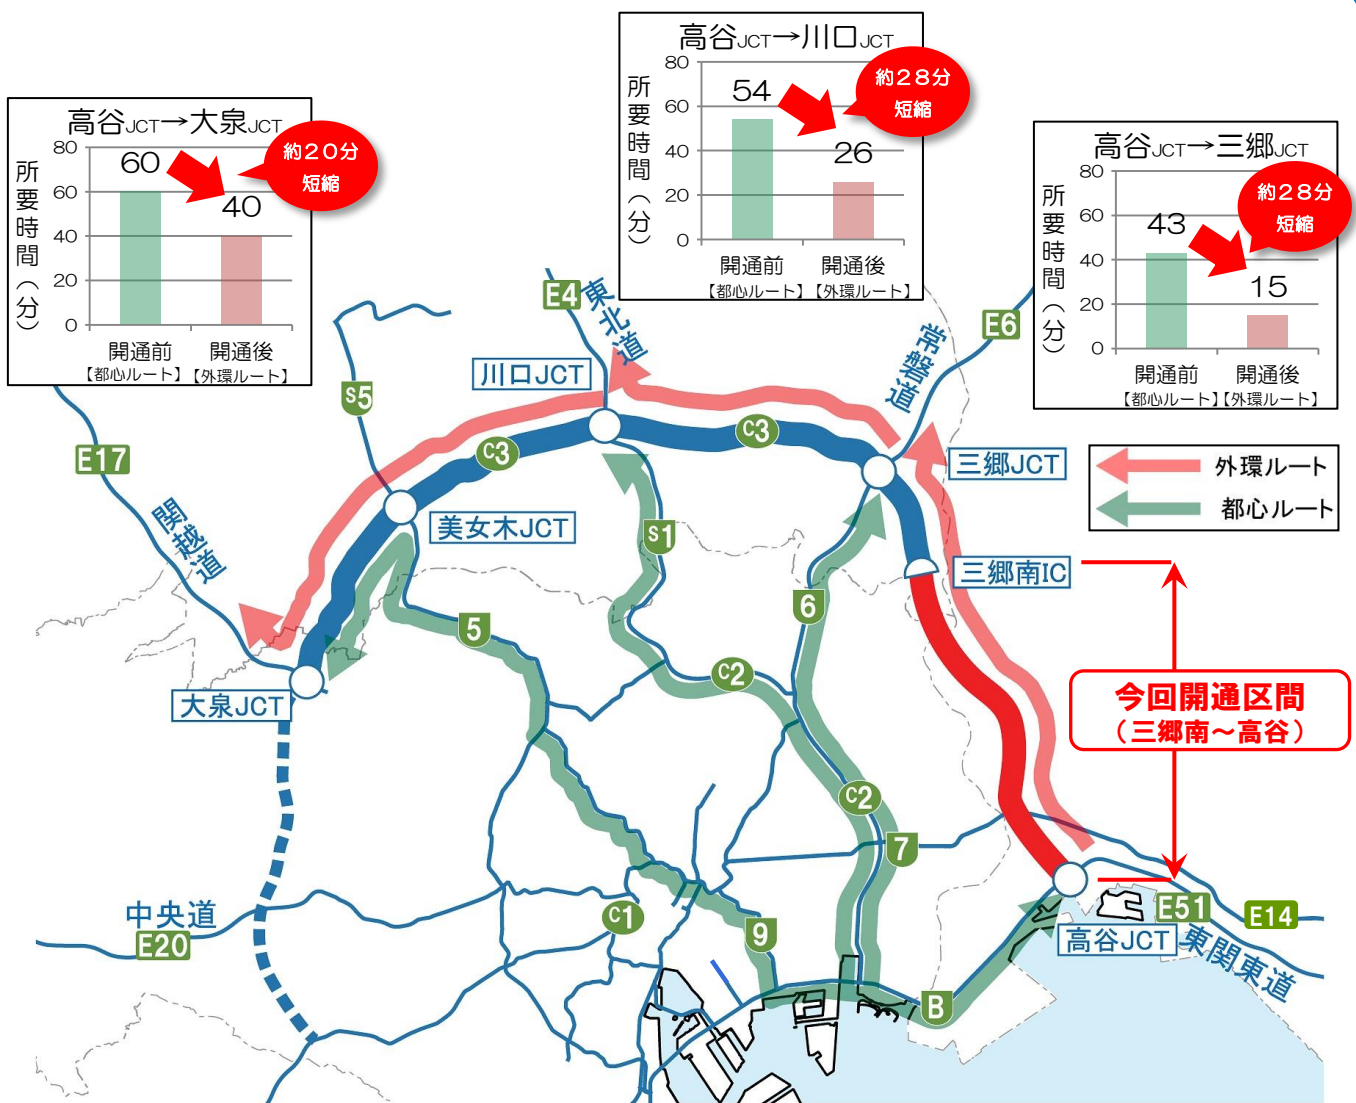 高谷JCT→川口JCT
所要時間（分）
80
60
40
20
0
54
26
約28分
短縮
開通前
開通後
【都心ルート】
【外環ルート】
高谷JCT→大泉JCT
所要時間（分）
80
60
40
20
0
60
40
約20分
短縮
開通前
開通後
【都心ルート】
【外環ルート】
高谷JCT→三郷JCT
所要時間（分）
80
60
40
20
0
43
15
約28分
短縮
開通前
開通後
【都心ルート】
【外環ルート】
外環ルート
都心ルート
E4
東北道
E6
常磐道
川口JCT
S5
C3
C3
E17
関越道
三郷JCT
美女木JCT
S1
三郷南IC
6
5
C2
大泉JCT
今回開通区間
（三郷南～高谷）
C2
7
中央道
E20
C1
9
E51
E14
高谷JCT
東関東道
B